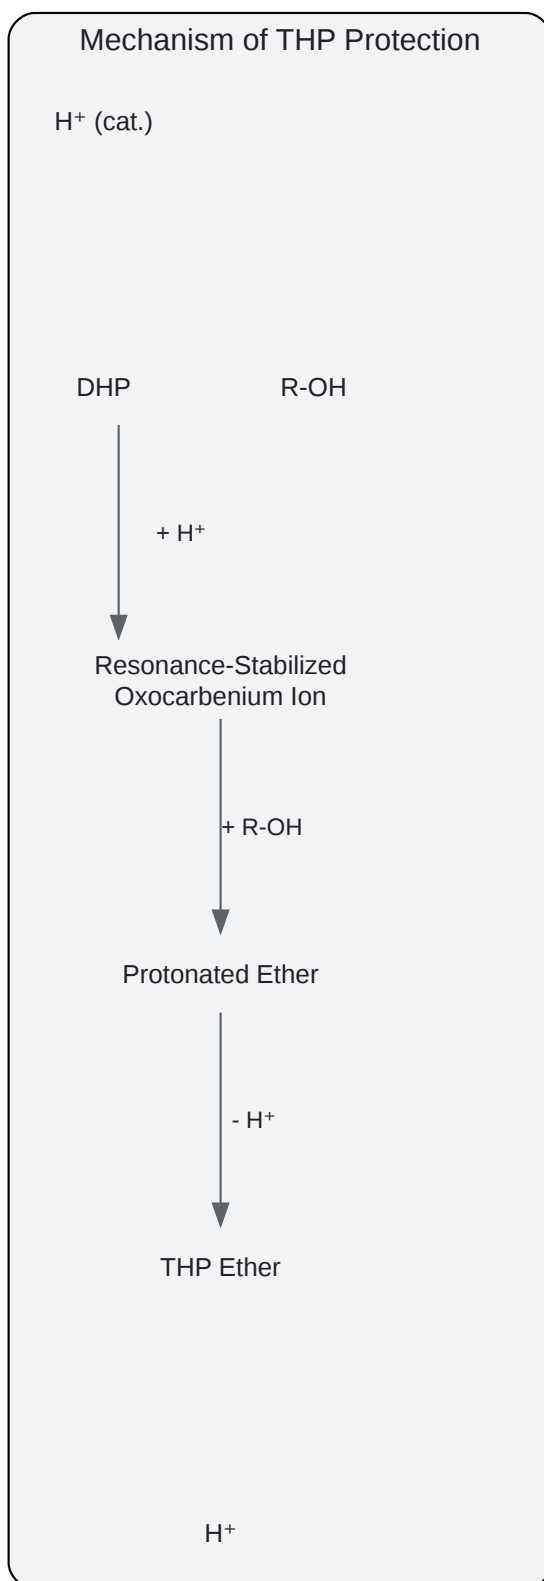 Mechanism of THP Protection
H⁺ (cat.)
DHP
R-OH
+ H⁺
Resonance-Stabilized
Oxocarbenium Ion
+ R-OH
Protonated Ether
- H⁺
THP Ether
H⁺